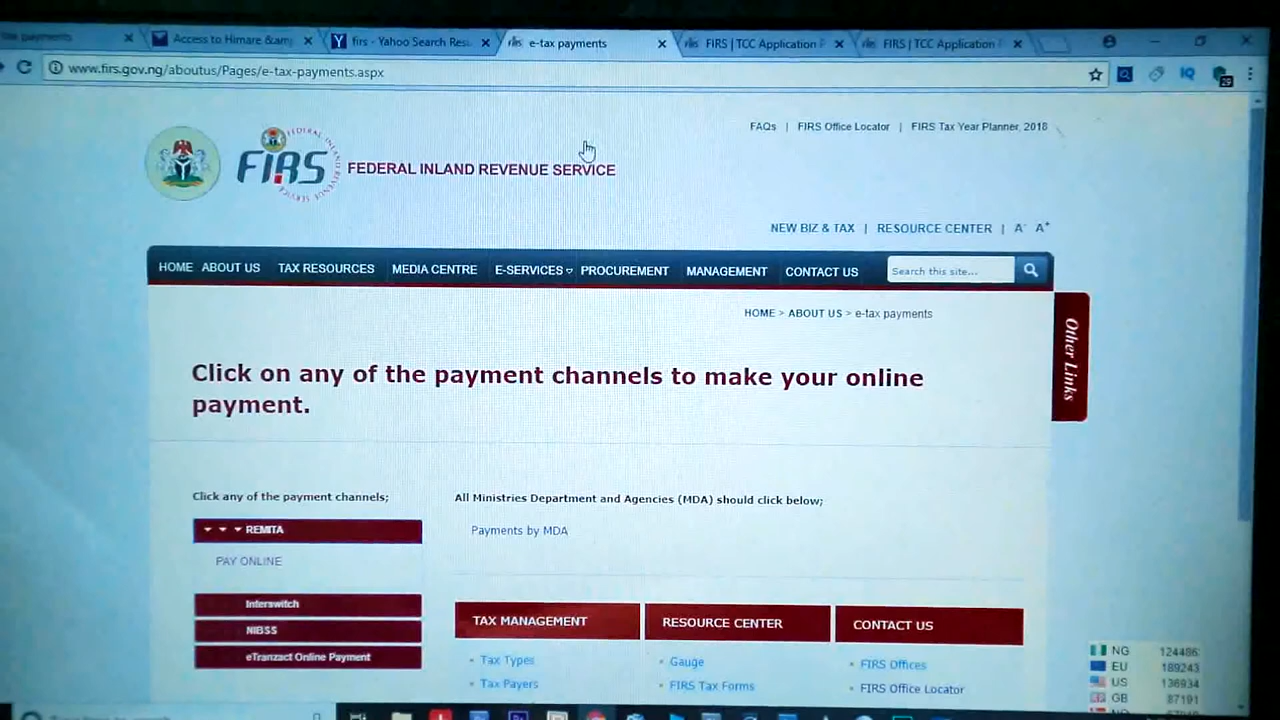 Access to Himare &amp;
firs - Yahoo Search Resu
e-tax payments
FIRS | TCC Application F
FIRS | TCC Application F
www.firs.gov.ng/aboutus/Pages/e-tax-payments.aspx
29
FAQs | FIRS Office Locator | FIRS Tax Year Planner, 2018
FIRS
FEDERAL INLAND REVENUE SERVICE
NEW BIZ & TAX | RESOURCE CENTER | A- A+
HOME ABOUT US TAX RESOURCES MEDIA CENTRE E-SERVICES PROCUREMENT MANAGEMENT CONTACT US Search this site...
HOME > ABOUT US > e-tax payments
Other Links
Click on any of the payment channels to make your online
payment.
Click any of the payment channels;
All Ministries Department and Agencies (MDA) should click below;
REMITA
Payments by MDA
PAY ONLINE
Interswitch
NIBSS
eTranzact Online Payment
TAX MANAGEMENT RESOURCE CENTER CONTACT US
Tax Types Gauge FIRS Offices
Tax Payers FIRS Tax Forms FIRS Office Locator
NG 124486
EU 189243
US 136934
GB 87191